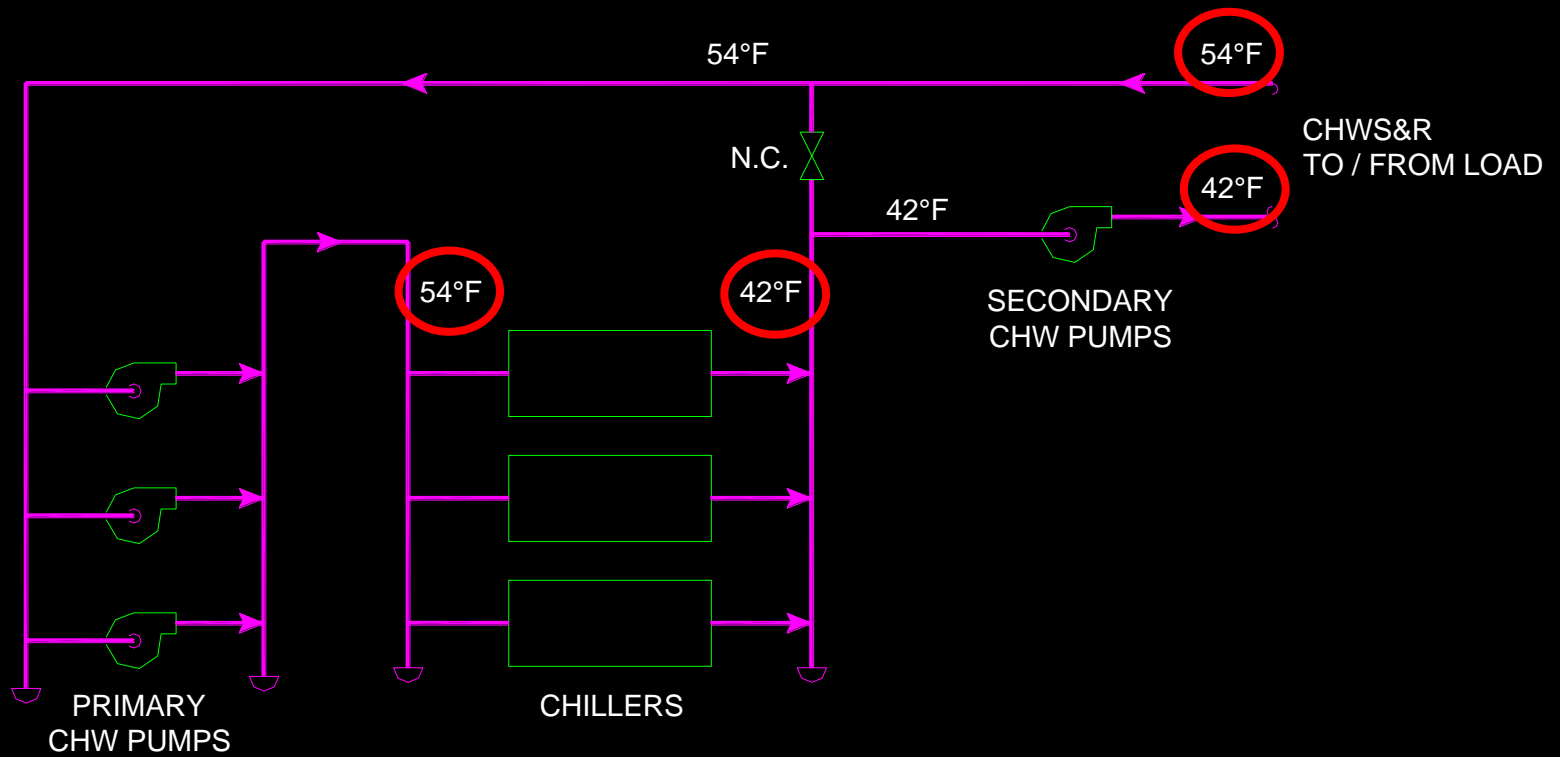 54°F
54°F
CHWS&R
TO / FROM LOAD
N.C.
42°F
42°F
54°F
42°F
SECONDARY
CHW PUMPS
PRIMARY
CHW PUMPS
CHILLERS